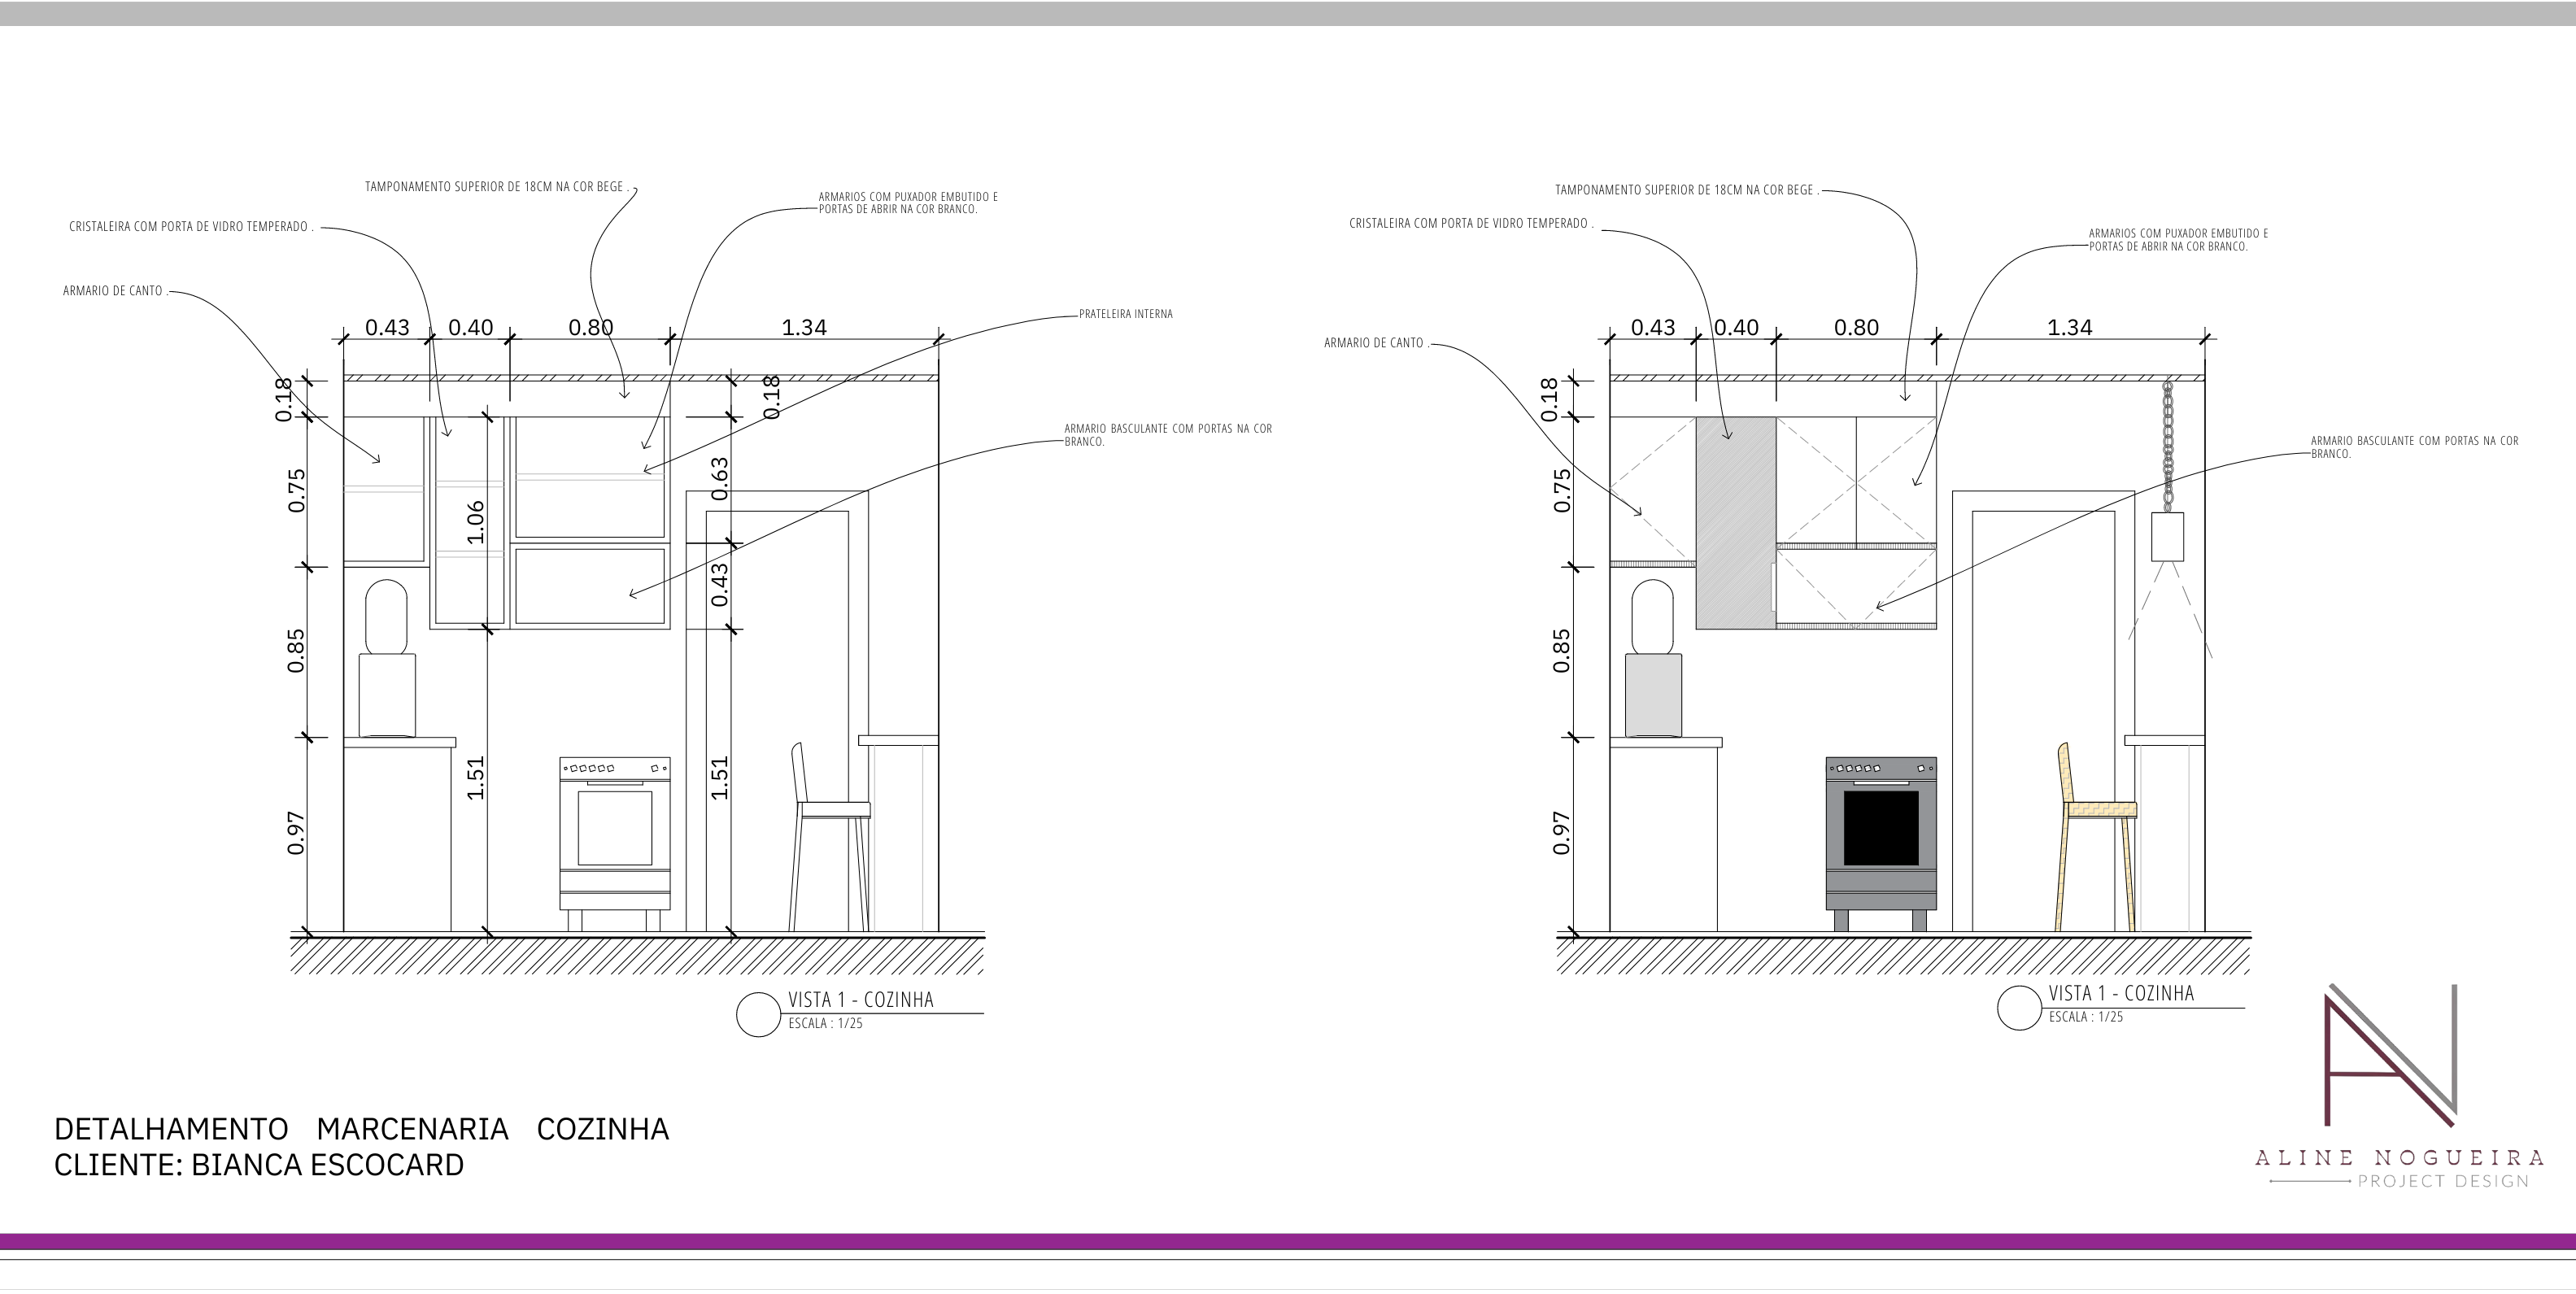 TAMPONAMENTO SUPERIOR DE 18CM NA COR BEGE .
ARMARIOS COM PUXADOR EMBUTIDO E
PORTAS DE ABRIR NA COR BRANCO.
CRISTALEIRA COM PORTA DE VIDRO TEMPERADO .
ARMARIO DE CANTO .
PRATELEIRA INTERNA
0.43
0.40
0.80
1.34
0.18
0.18
ARMARIO BASCULANTE COM PORTAS NA COR
BRANCO.
0.75
0.63
1.06
0.43
0.85
1.51
1.51
0.97
VISTA 1 - COZINHA
ESCALA : 1/25
TAMPONAMENTO SUPERIOR DE 18CM NA COR BEGE .
CRISTALEIRA COM PORTA DE VIDRO TEMPERADO .
ARMARIOS COM PUXADOR EMBUTIDO E
PORTAS DE ABRIR NA COR BRANCO.
ARMARIO DE CANTO .
0.43
0.40
0.80
1.34
0.18
ARMARIO BASCULANTE COM PORTAS NA COR
BRANCO.
0.75
0.85
0.97
VISTA 1 - COZINHA
ESCALA : 1/25
DETALHAMENTO MARCENARIA COZINHA
CLIENTE: BIANCA ESCOCARD
AN
ALINE NOGUEIRA
PROJECT DESIGN